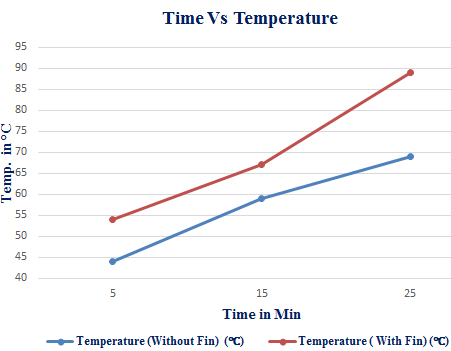 Time Vs Temperature
95
90
85
80
75
70
65
60
55
50
45
40
Temp. in °C
5 15 25
Time in Min
Temperature (Without Fin) (℃) Temperature ( With Fin) (℃)